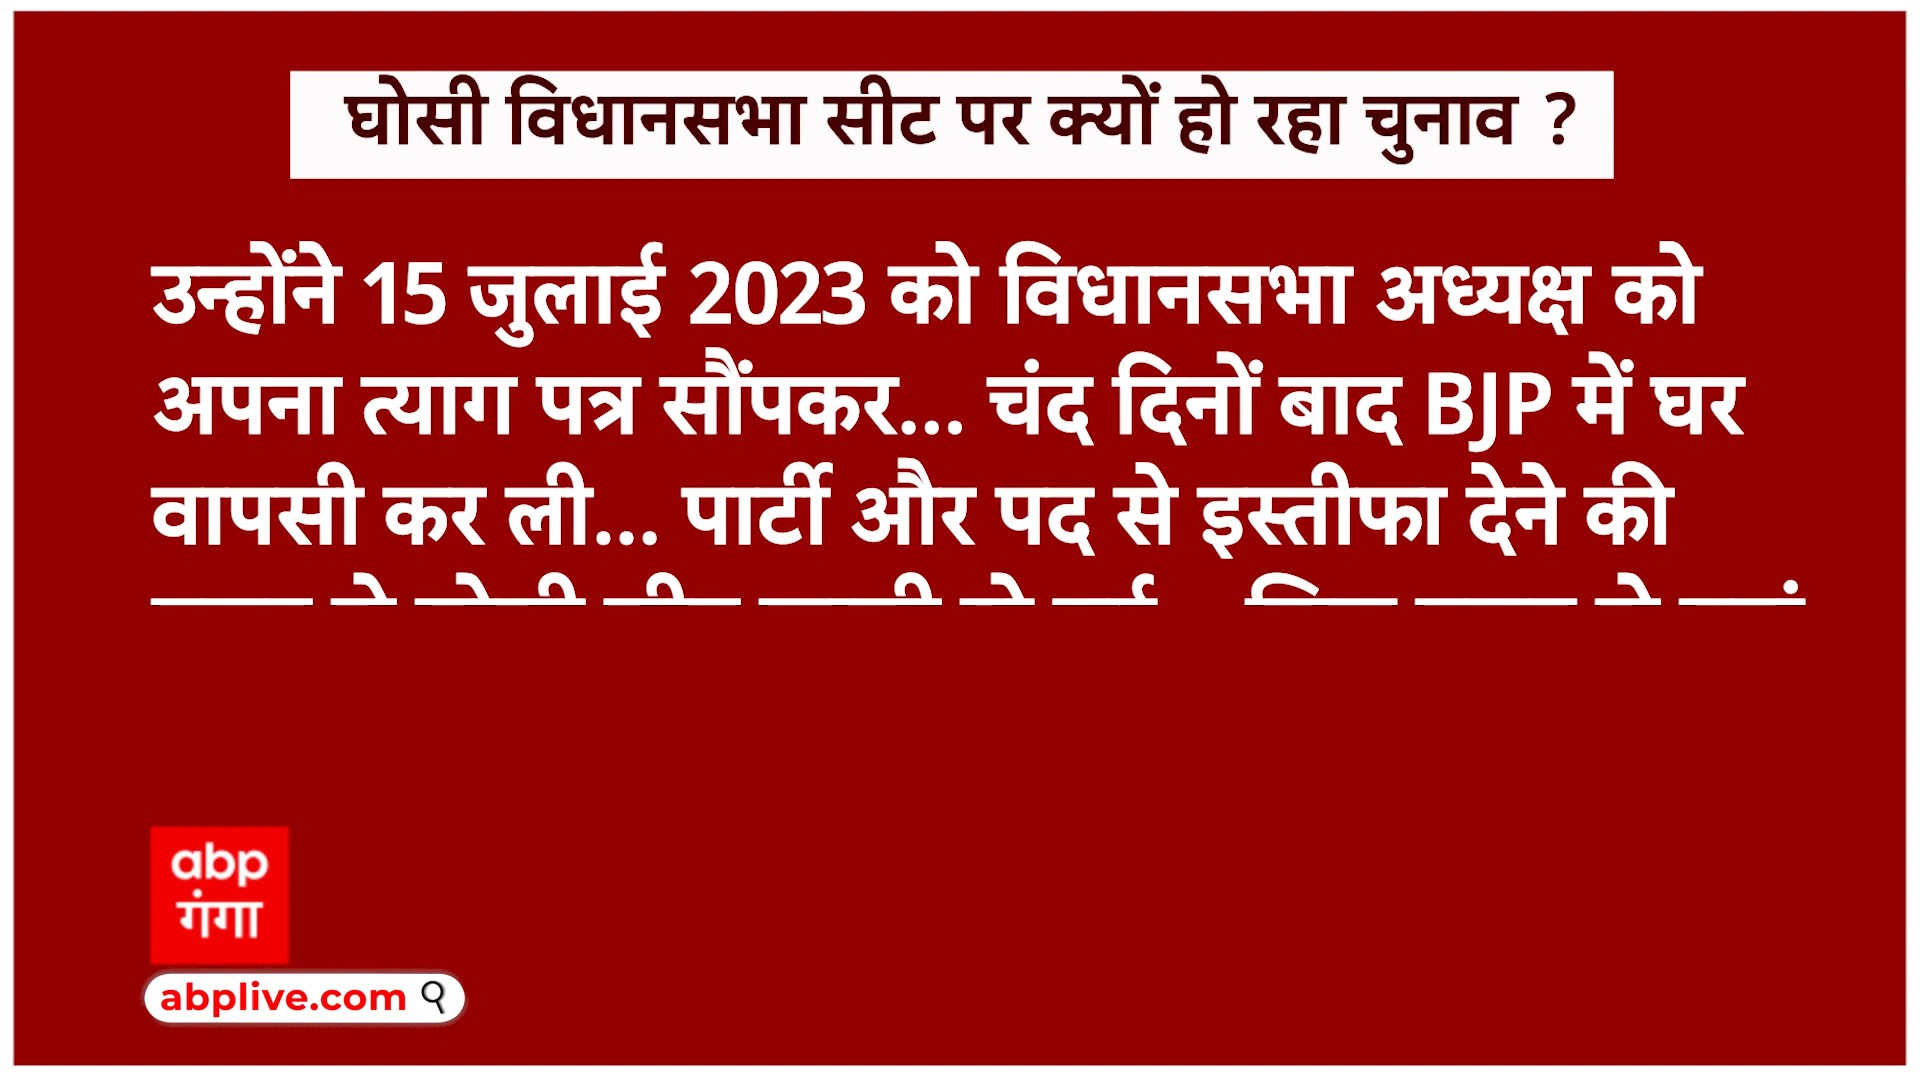 घोसी विधानसभा सीट पर क्यों हो रहा चुनाव ?
उन्होंने 15 जुलाई 2023 को विधानसभा अध्यक्ष को
अपना त्याग पत्र सौंपकर... चंद दिनों बाद BJP में घर
वापसी कर ली... पार्टी और पद से इस्तीफा देने की
abp
गंगा
abplive.com